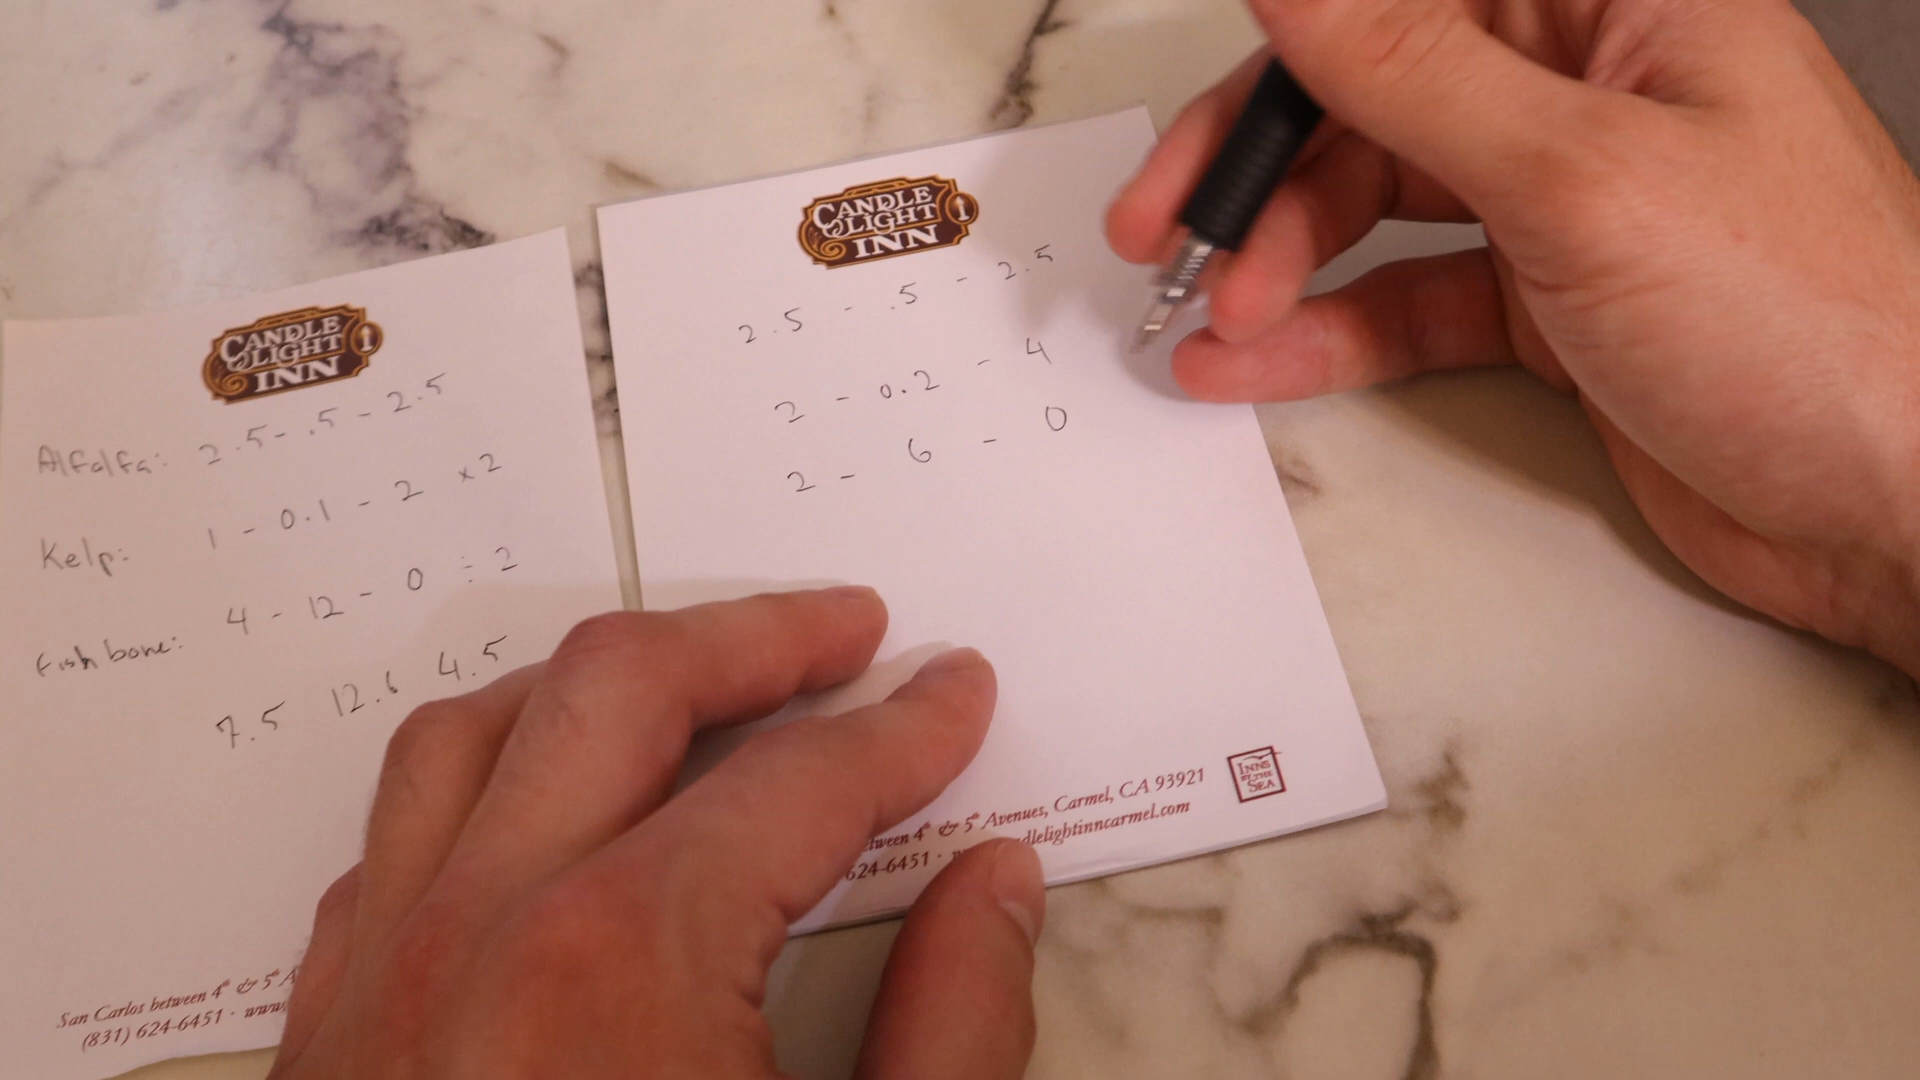 CANDLE
LIGHT
INN
Alfalfa: 2.5 - .5 - 2.5
Kelp: 1 - 0.1 - 2 x2
Fish bone: 4 - 12 - 0 ÷ 2
7.5 12.6 4.5
San Carlos between 4th & 5th A
(831) 624-6451 · www.
CANDLE
LIGHT
INN
2.5 - .5 - 2.5
2 - 0.2 - 4
2 - 6 - 0
tween 4th & 5th Avenues, Carmel, CA 93921
624-6451 · w dlelightinncarmel.com
INNS
BY THE
SEA